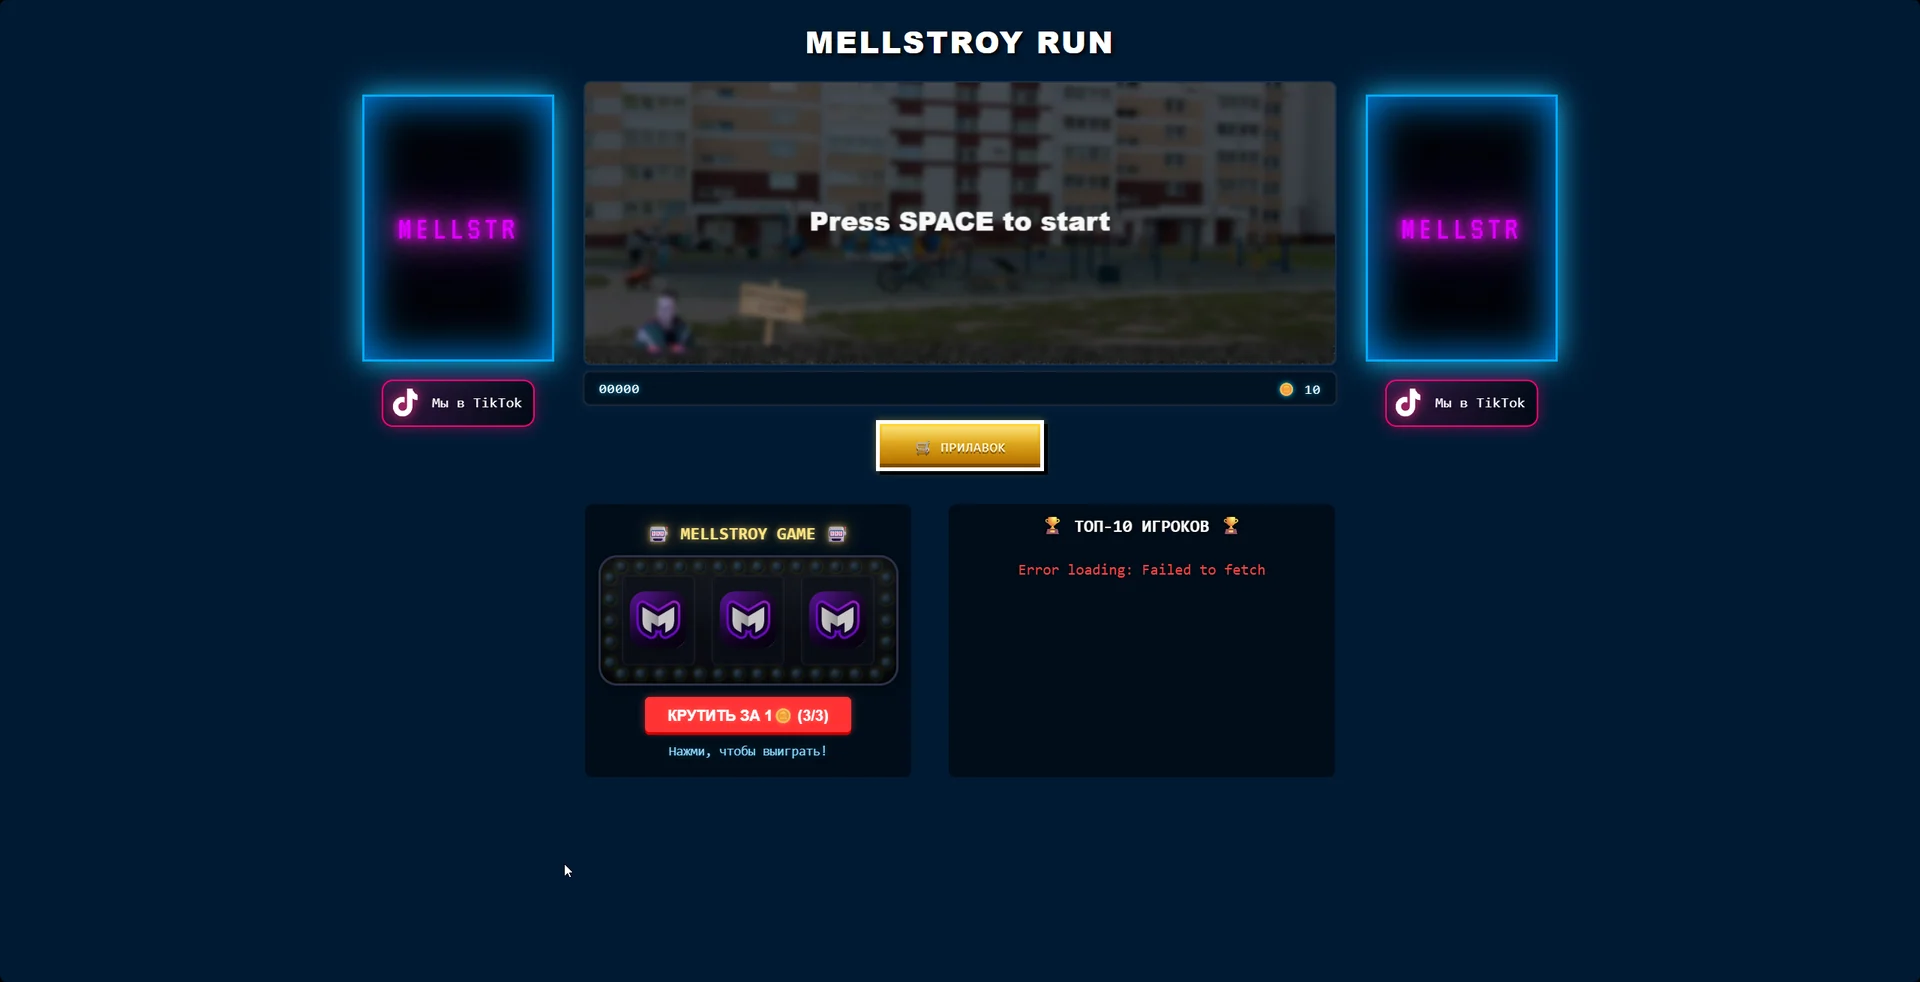 MELLSTROY RUN
MELLSTR
Press SPACE to start
MELLSTR
Мы в TikTok
00000
10
Мы в TikTok
ПРИЛАВОК
MELLSTROY GAME
КРУТИТЬ ЗА 1 (3/3)
Нажми, чтобы выиграть!
ТОП-10 ИГРОКОВ
Error loading: Failed to fetch